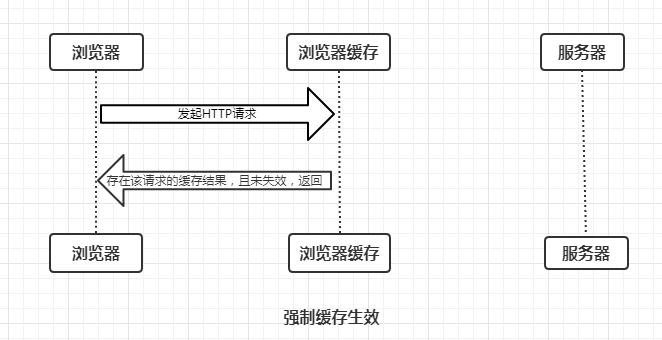 浏览器
浏览器缓存
服务器
发起HTTP请求
存在该请求的缓存结果，且未失效，返回
浏览器
浏览器缓存
服务器
强制缓存生效